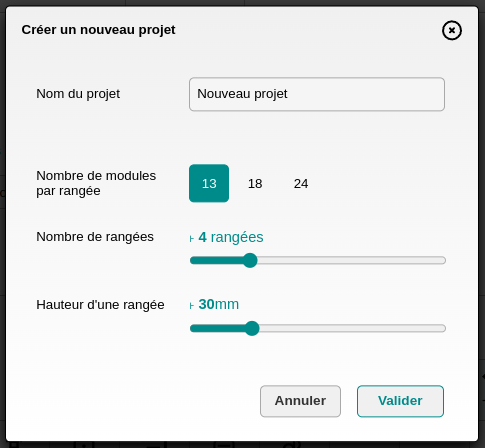 Créer un nouveau projet
Nom du projet
Nouveau projet
Nombre de modules
par rangée
13 18 24
Nombre de rangées
4 rangées
Hauteur d'une rangée
30mm
Annuler
Valider